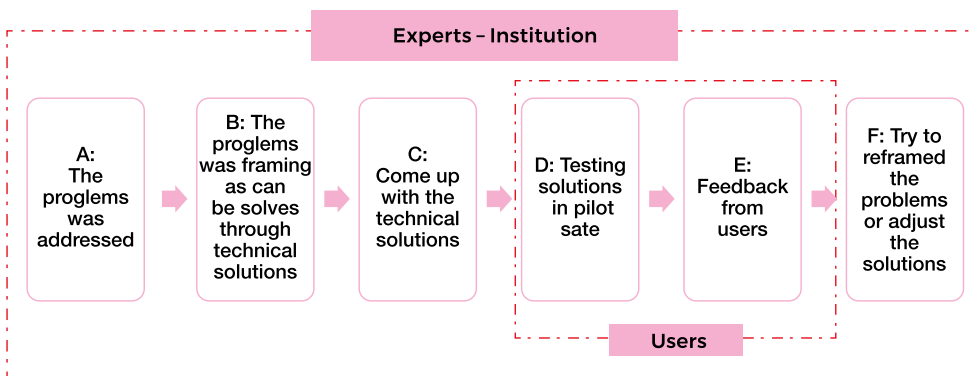 Experts – Institution
A:
The
proglems
was
addressed
B: The
proglems
was framing
as can
be solves
through
technical
solutions
C:
Come up
with the
technical
solutions
D: Testing
solutions
in pilot
sate
E:
Feedback
from
users
F: Try to
reframed
the
problems
or adjust
the
solutions
Users